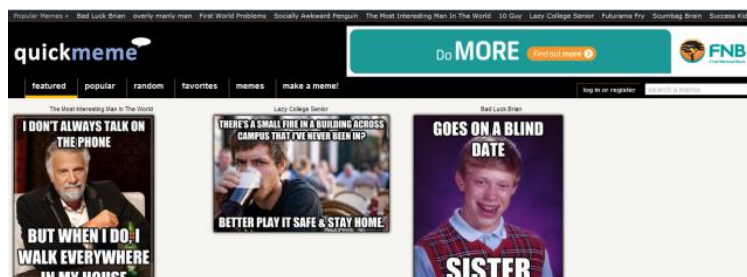 Popular Memes » Bad Luck Brian overly manly man First World Problems Socially Awkward Penguin The Most Interesting Man In The World 10 Guy Lazy College Senior Futurama Fry Scumbag Brain Success
quickmeme
Do MORE Find out more
FNB
First National Bank
featured popular random favorites memes make a meme!
log in or register search a meme
The Most Interesting Man In The World
I DON'T ALWAYS TALK ON
THE PHONE
BUT WHEN I DO, I
WALK EVERYWHERE
IN MY HOUSE
Lazy College Senior
THERE'S A SMALL FIRE IN A BUILDING ACROSS
CAMPUS THAT I'VE NEVER BEEN IN?
BETTER PLAY IT SAFE & STAY HOME.
Bad Luck Brian
GOES ON A BLIND
DATE
SISTER